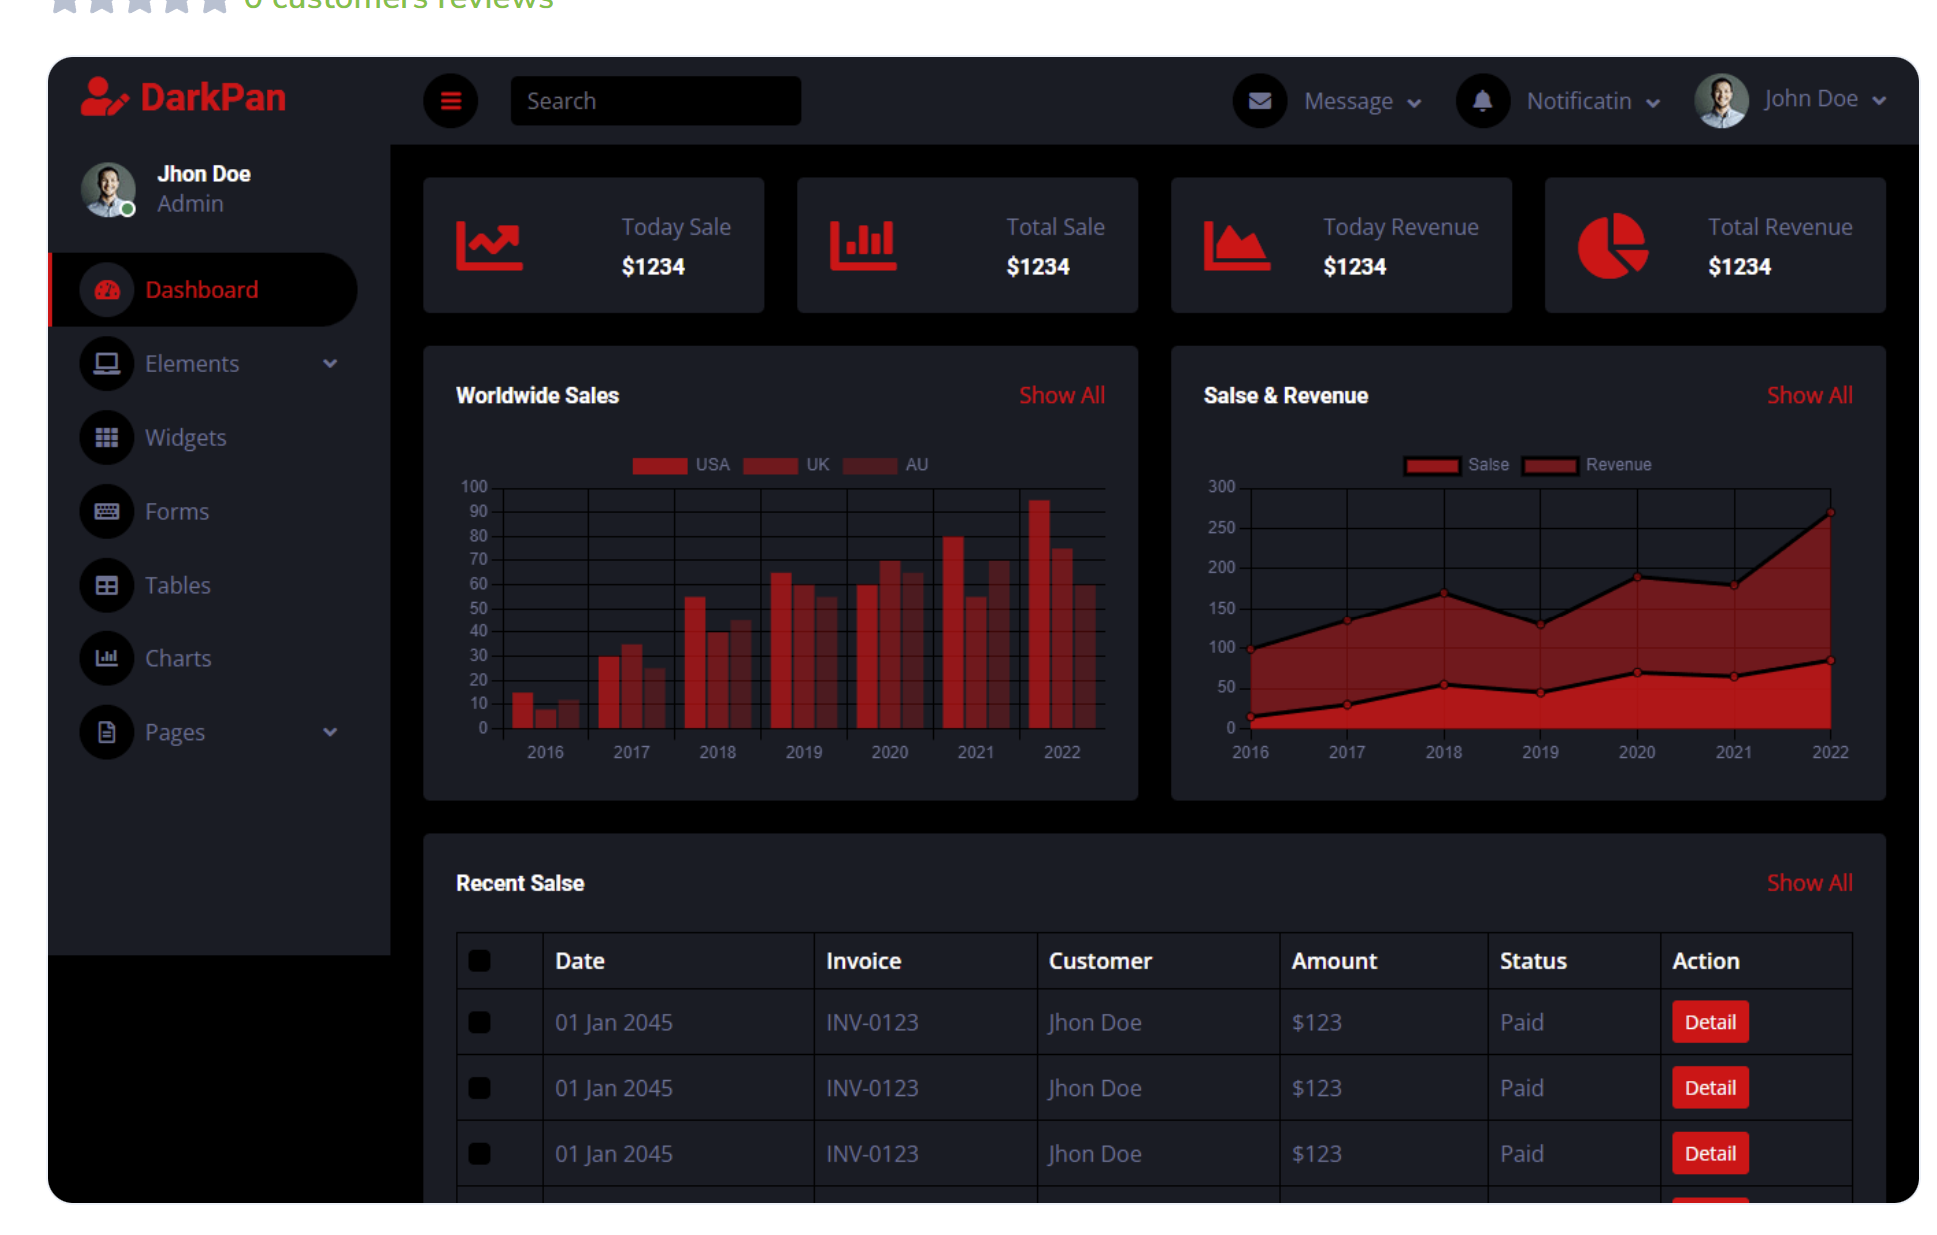 0 customers reviews
DarkPan
Search
Message
Notificatin
John Doe
Jhon Doe
Admin
Dashboard
Elements
Widgets
Forms
Tables
Charts
Pages
Today Sale
$1234
Total Sale
$1234
Today Revenue
$1234
Total Revenue
$1234
Worldwide Sales Show All
USA UK AU
100
90
80
70
60
50
40
30
20
10
0
2016 2017 2018 2019 2020 2021 2022
Salse & Revenue Show All
Salse Revenue
300
250
200
150
100
50
0
2016 2017 2018 2019 2020 2021 2022
Recent Salse Show All
Date Invoice Customer Amount Status Action
01 Jan 2045 INV-0123 Jhon Doe $123 Paid Detail
01 Jan 2045 INV-0123 Jhon Doe $123 Paid Detail
01 Jan 2045 INV-0123 Jhon Doe $123 Paid Detail